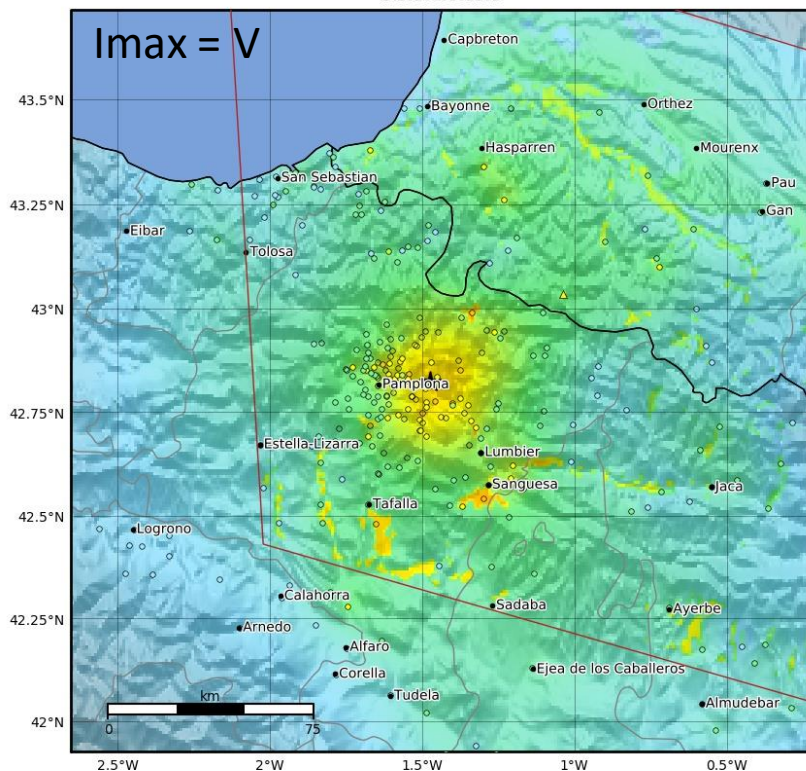 Imax = V
Capbreton
43.5°N
Bayonne
Orthez
Hasparren
Mourenx
San Sebastian
Pau
43.25°N
Gan
Eibar
Tolosa
43°N
Pamplona
42.75°N
Estella-Lizarra
Lumbier
Sanguesa
Jaca
Tafalla
42.5°N
Logrono
Calahorra
Sadaba
Ayerbe
42.25°N
Arnedo
Alfaro
Corella
Ejea de los Caballeros
km
Tudela
Almudebar
0 75
42°N
2.5°W 2°W 1.5°W 1°W 0.5°W